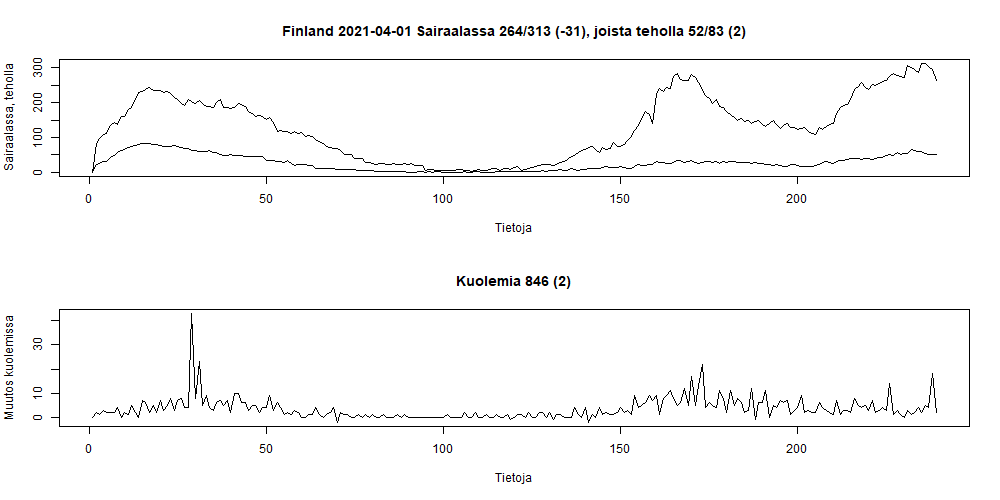 Finland 2021-04-01 Sairaalassa 264/313 (-31), joista teholla 52/83 (2)
Sairaalassa, teholla
300
200
100
0
0 50 100 150 200
Tietoja
Kuolemia 846 (2)
Muutos kuolemissa
30
10
0
0 50 100 150 200
Tietoja